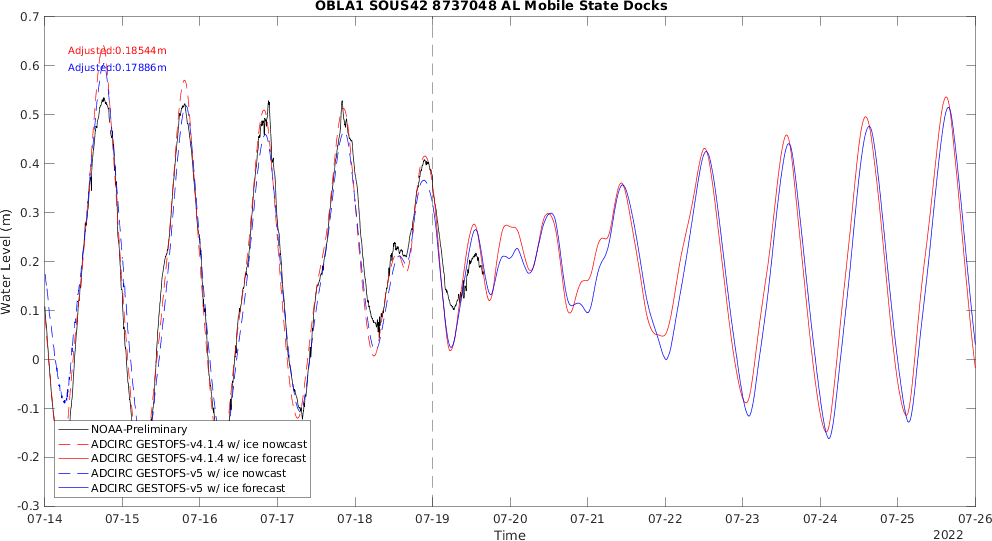 OBLA1 SOUS42 8737048 AL Mobile State Docks
0.7
0.6
0.5
0.4
0.3
0.2
0.1
0
-0.1
-0.2
-0.3
Water Level (m)
Adjusted:0.18544m
Adjusted:0.17886m
NOAA-Preliminary
ADCIRC GESTOFS-v4.1.4 w/ ice nowcast
ADCIRC GESTOFS-v4.1.4 w/ ice forecast
ADCIRC GESTOFS-v5 w/ ice nowcast
ADCIRC GESTOFS-v5 w/ ice forecast
07-14 07-15 07-16 07-17 07-18 07-19 07-20 07-21 07-22 07-23 07-24 07-25 07-26
Time
2022